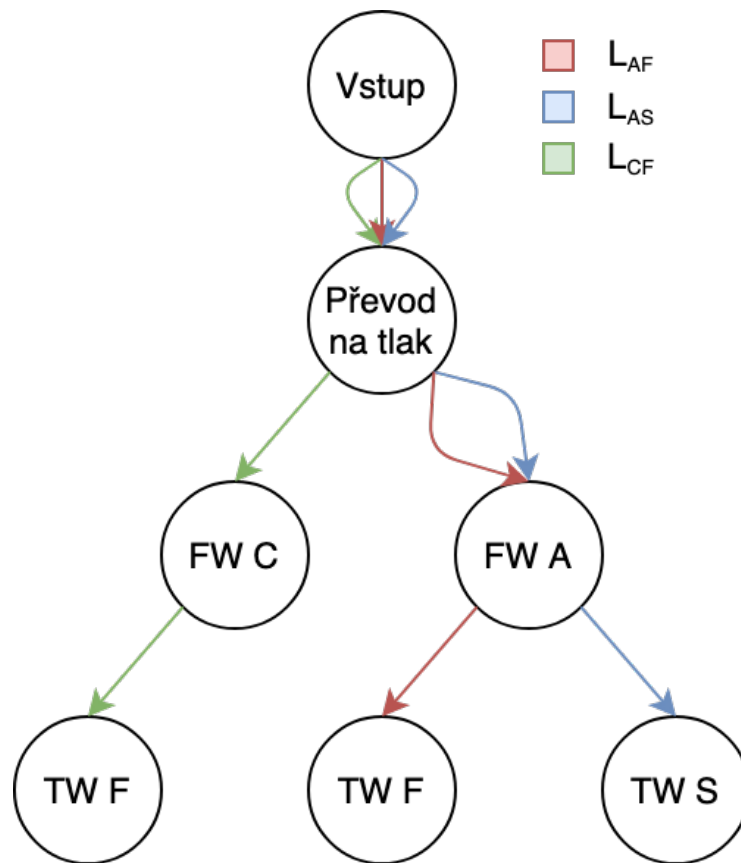 Vstup
L_AF
L_AS
L_CF
Převod
na tlak
FW C
FW A
TW F
TW F
TW S